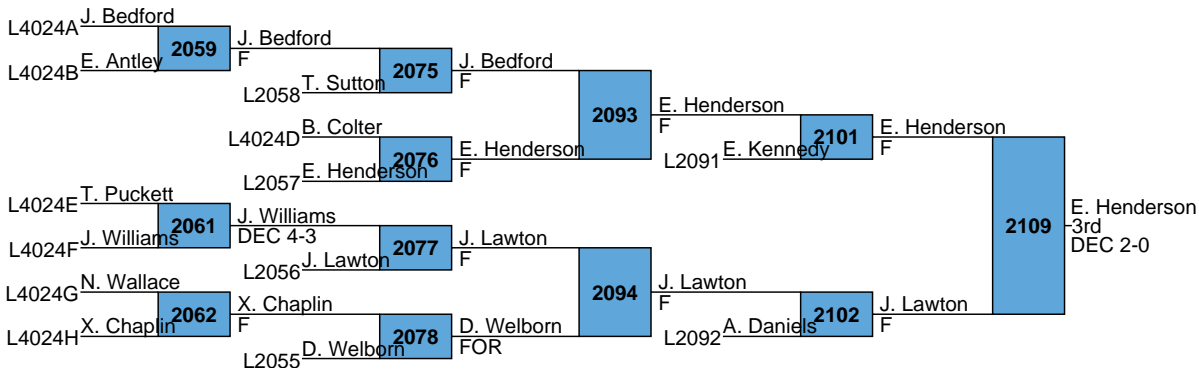 L4024A J. Bedford
2059
L4024B E. Antley
J. Bedford
F
L2058 T. Sutton
2075
J. Bedford
F
L4024D B. Colter
2076
L2057 E. Henderson
E. Henderson
F
2093
E. Henderson
F
L2091 E. Kennedy
2101
E. Henderson
F
L4024E T. Puckett
2061
L4024F J. Williams
J. Williams
DEC 4-3
L2056 J. Lawton
2077
J. Lawton
F
L4024G N. Wallace
2062
L4024H X. Chaplin
X. Chaplin
F
L2055 D. Welborn
2078
D. Welborn
FOR
2094
J. Lawton
F
L2092 A. Daniels
2102
J. Lawton
F
2109
E. Henderson
3rd
DEC 2-0